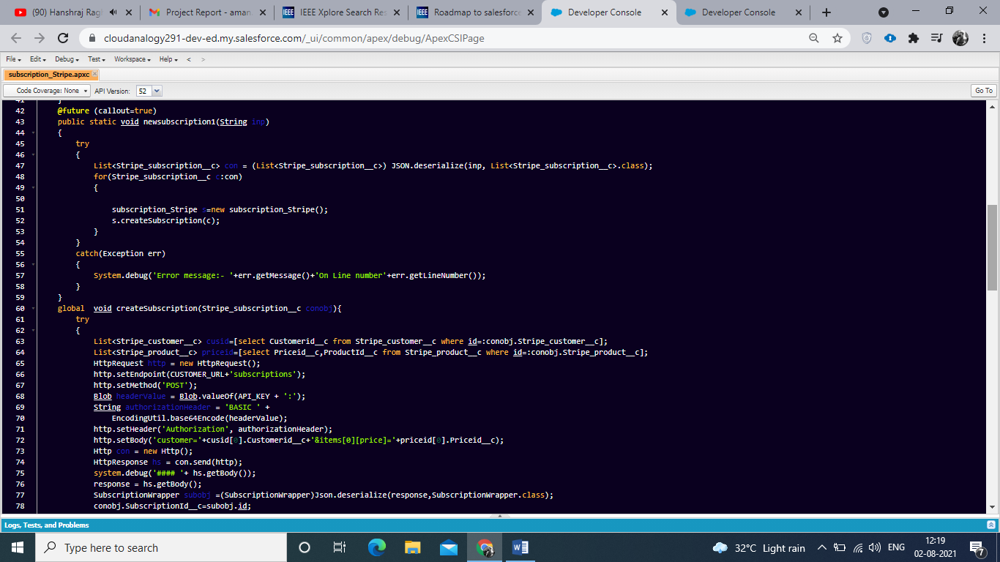 (90) Hanshraj Rag
Project Report - aman
IEEE Xplore Search Res
Roadmap to salesforce
Developer Console
Developer Console
cloudanalogy291-dev-ed.my.salesforce.com/_ui/common/apex/debug/ApexCSIPage
File Edit Debug Test Workspace Help < >
subscription_Stripe.apxc
Code Coverage: None API Version: 52 Go To
41 }
42 @future (callout=true)
43 public static void newsubscription1(String inp)
44 {
45 try
46 {
47 List<Stripe_subscription__c> con = (List<Stripe_subscription__c>) JSON.deserialize(inp, List<Stripe_subscription__c>.class);
48 for(Stripe_subscription__c c:con)
49 {
50
51 subscription_Stripe s=new subscription_Stripe();
52 s.createSubscription(c);
53 }
54 }
55 catch(Exception err)
56 {
57 System.debug('Error message:- '+err.getMessage()+'On Line number'+err.getLineNumber());
58 }
59 }
60 global void createSubscription(Stripe_subscription__c conobj){
61 try
62 {
63 List<Stripe_customer__c> cusid=[select Customerid__c from Stripe_customer__c where id=:conobj.Stripe_customer__c];
64 List<Stripe_product__c> priceid=[select Priceid__c,ProductId__c from Stripe_product__c where id=:conobj.Stripe_product__c];
65 HttpRequest http = new HttpRequest();
66 http.setEndpoint(CUSTOMER_URL+'subscriptions');
67 http.setMethod('POST');
68 Blob headerValue = Blob.valueOf(API_KEY + ':');
69 String authorizationHeader = 'BASIC ' +
70 EncodingUtil.base64Encode(headerValue);
71 http.setHeader('Authorization', authorizationHeader);
72 http.setBody('customer='+cusid[0].Customerid__c+'&items[0][price]='+priceid[0].Priceid__c);
73 Http con = new Http();
74 HttpResponse hs = con.send(http);
75 system.debug('#### '+ hs.getBody());
76 response = hs.getBody();
77 SubscriptionWrapper subobj =(SubscriptionWrapper)Json.deserialize(response,SubscriptionWrapper.class);
78 conobj.SubscriptionId__c=subobj.id;
Logs, Tests, and Problems
Type here to search
32°C Light rain
ENG
12:19
02-08-2021
7